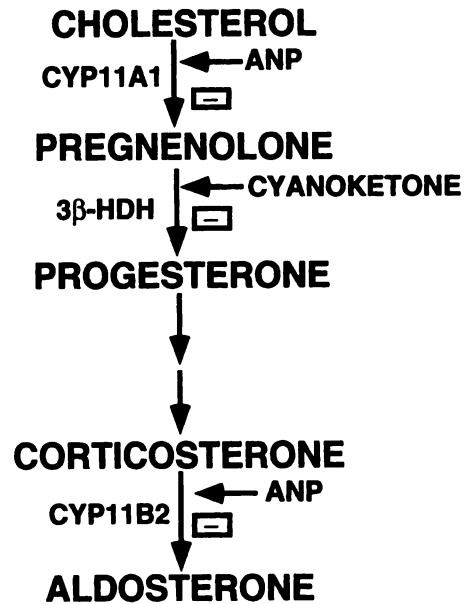 CHOLESTEROL
CYP11A1
ANP
–
PREGNENOLONE
3β-HDH
CYANOKETONE
–
PROGESTERONE
CORTICOSTERONE
CYP11B2
ANP
–
ALDOSTERONE